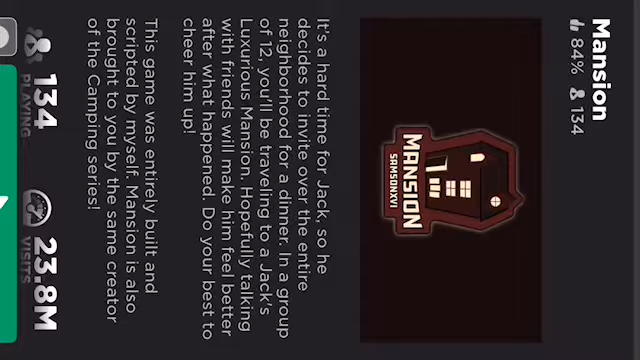 Mansion
84% 134
MANSION
SAMSONXVI
It's a hard time for Jack, so he
decides to invite over the entire
neighborhood for a dinner. In a group
of 12, you'll be traveling to a Jack's
Luxurious Mansion. Hopefully talking
with friends will make him feel better
after what happened. Do your best to
cheer him up!
This game was entirely built and
scripted by myself. Mansion is also
brought to you by the same creator
of the Camping series!
134
PLAYING
23.8M
VISITS